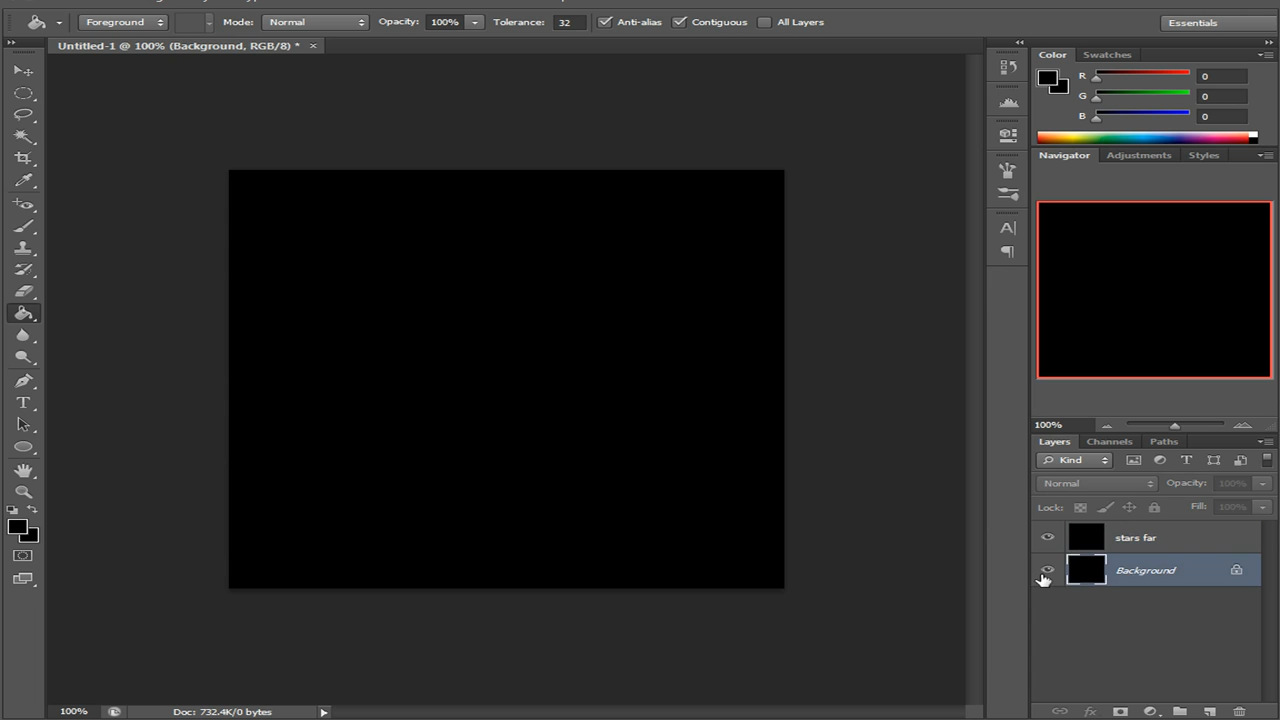 Foreground Mode: Normal Opacity: 100% Tolerance: 32 Anti-alias Contiguous All Layers Essentials
Untitled-1 @ 100% (Background, RGB/8) * ×
Color Swatches
R 0
G 0
B 0
Navigator Adjustments Styles
A|
T
100%
Layers Channels Paths
Kind T
Normal Opacity: 100%
Lock: Fill: 100%
stars far
Background
fx
100% Doc: 732.4K/0 bytes